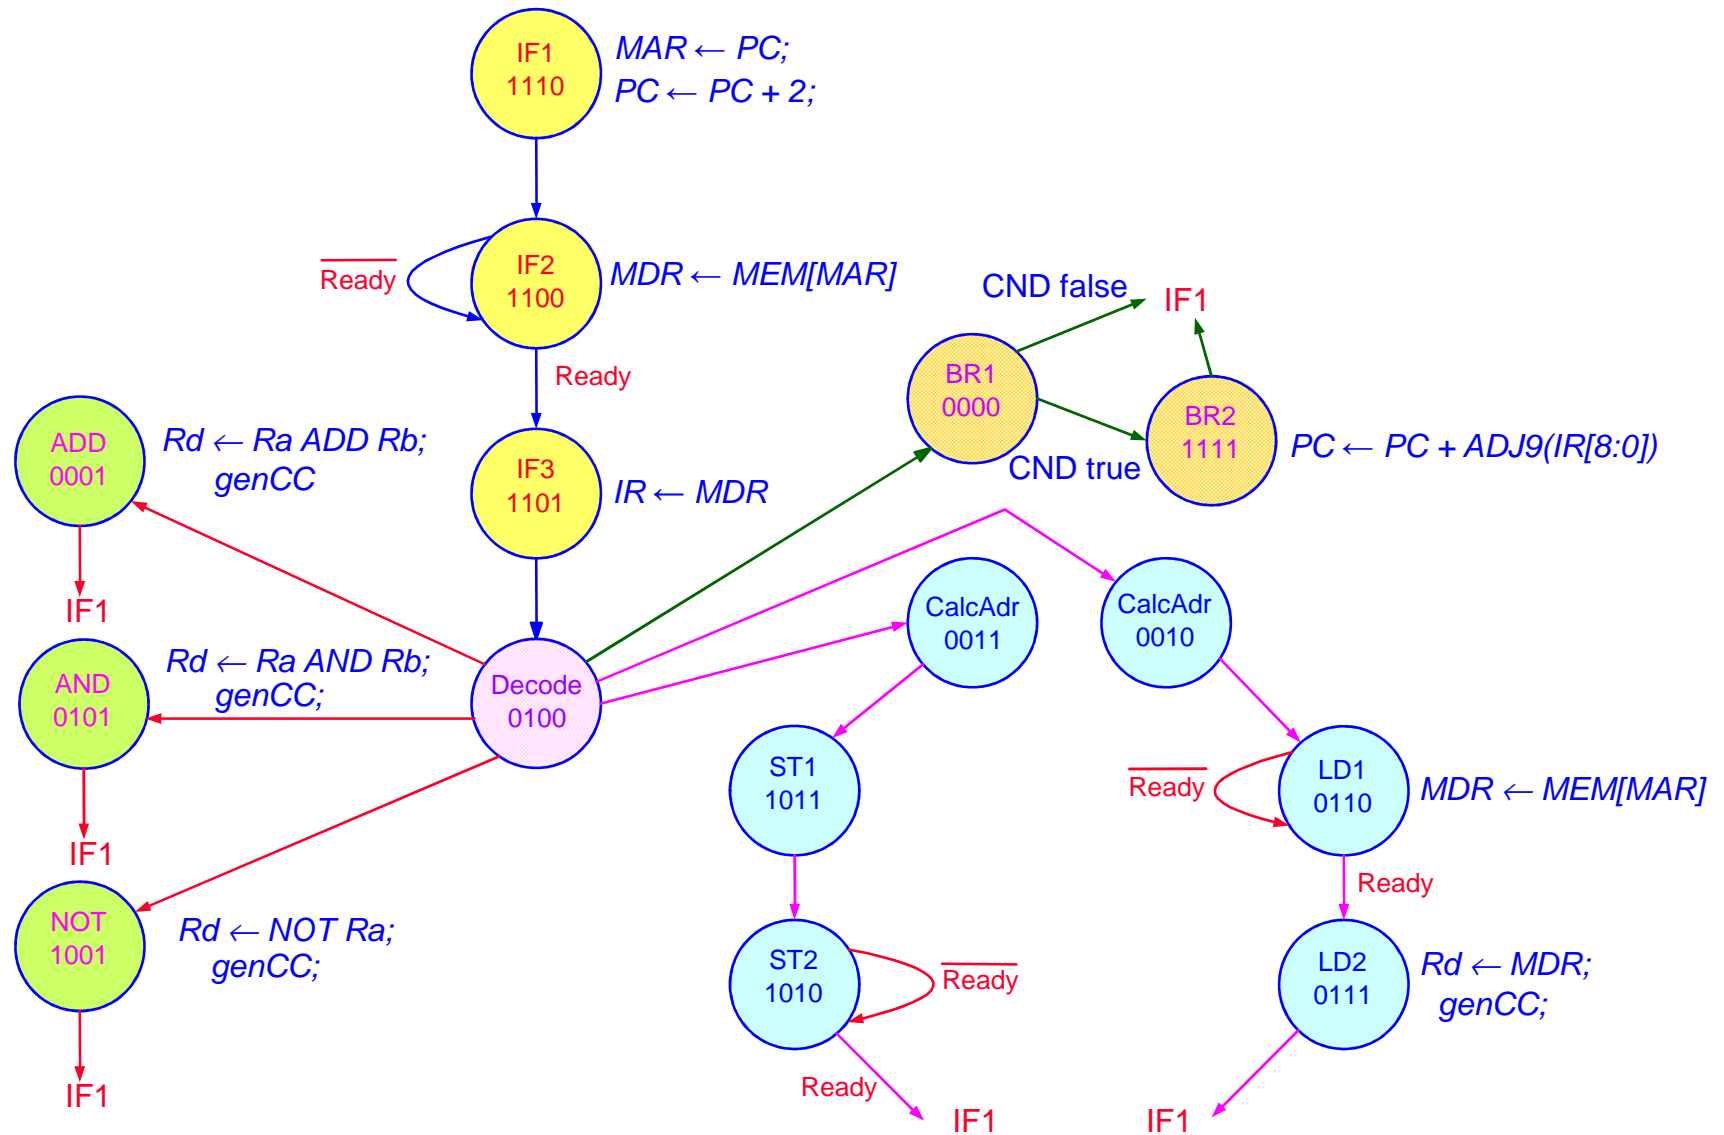 IF1
1110
MAR ← PC;
PC ← PC + 2;
Ready
IF2
1100
MDR ← MEM[MAR]
Ready
CND false
IF1
BR1
0000
BR2
1111
CND true
PC ← PC + ADJ9(IR[8:0])
ADD
0001
Rd ← Ra ADD Rb;
genCC
IF1
IF3
1101
IR ← MDR
CalcAdr
0011
CalcAdr
0010
AND
0101
Rd ← Ra AND Rb;
genCC;
IF1
Decode
0100
ST1
1011
Ready
LD1
0110
MDR ← MEM[MAR]
Ready
NOT
1001
Rd ← NOT Ra;
genCC;
IF1
ST2
1010
Ready
Ready
IF1
LD2
0111
Rd ← MDR;
genCC;
IF1